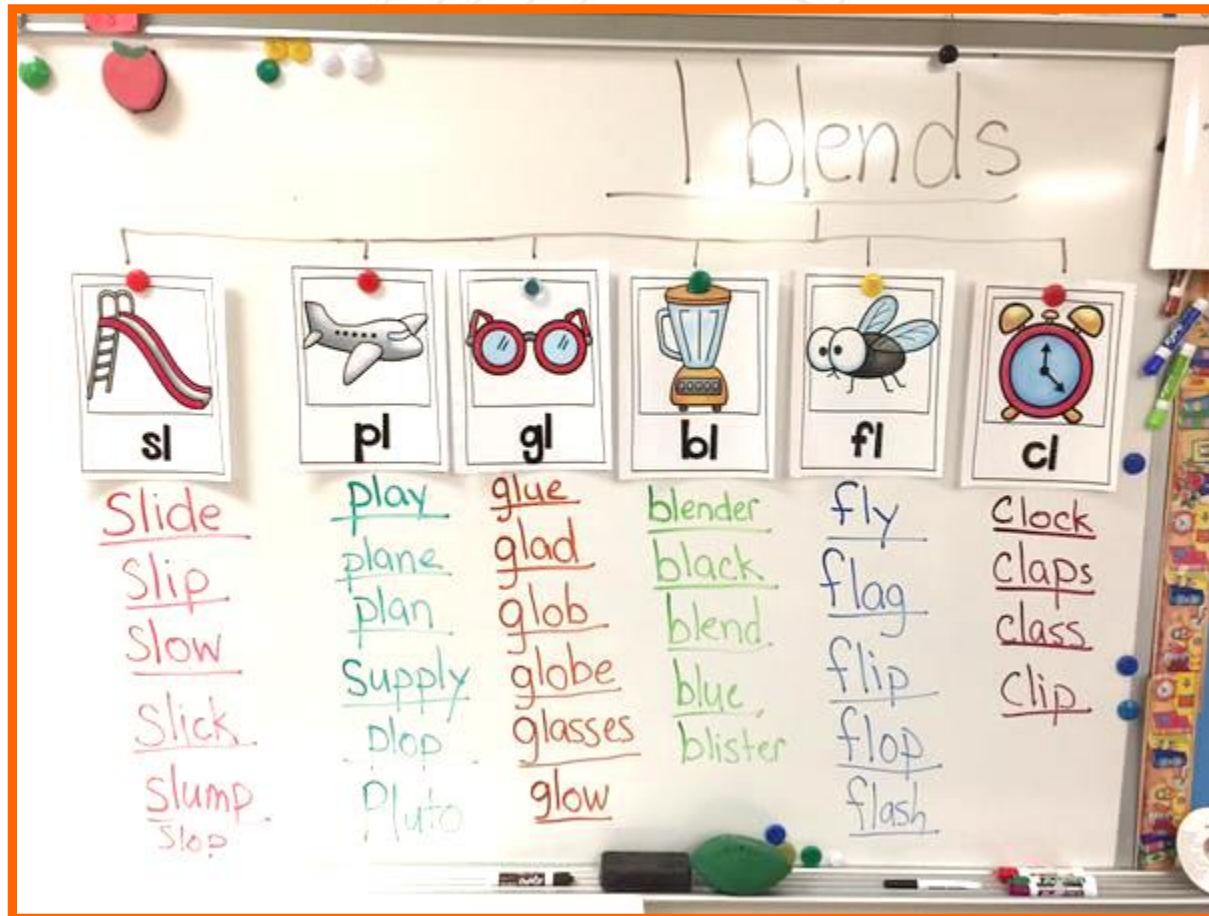 l blends
sl
pl
gl
bl
fl
cl
Slide
Slip
Slow
Slick
Slump
Slop
play
plane
plan
Supply
plop
Pluto
glue
glad
glob
globe
glasses
glow
blender
black
blend
blue
blister
fly
flag
flip
flop
flash
Clock
claps
class
Clip
EXPO